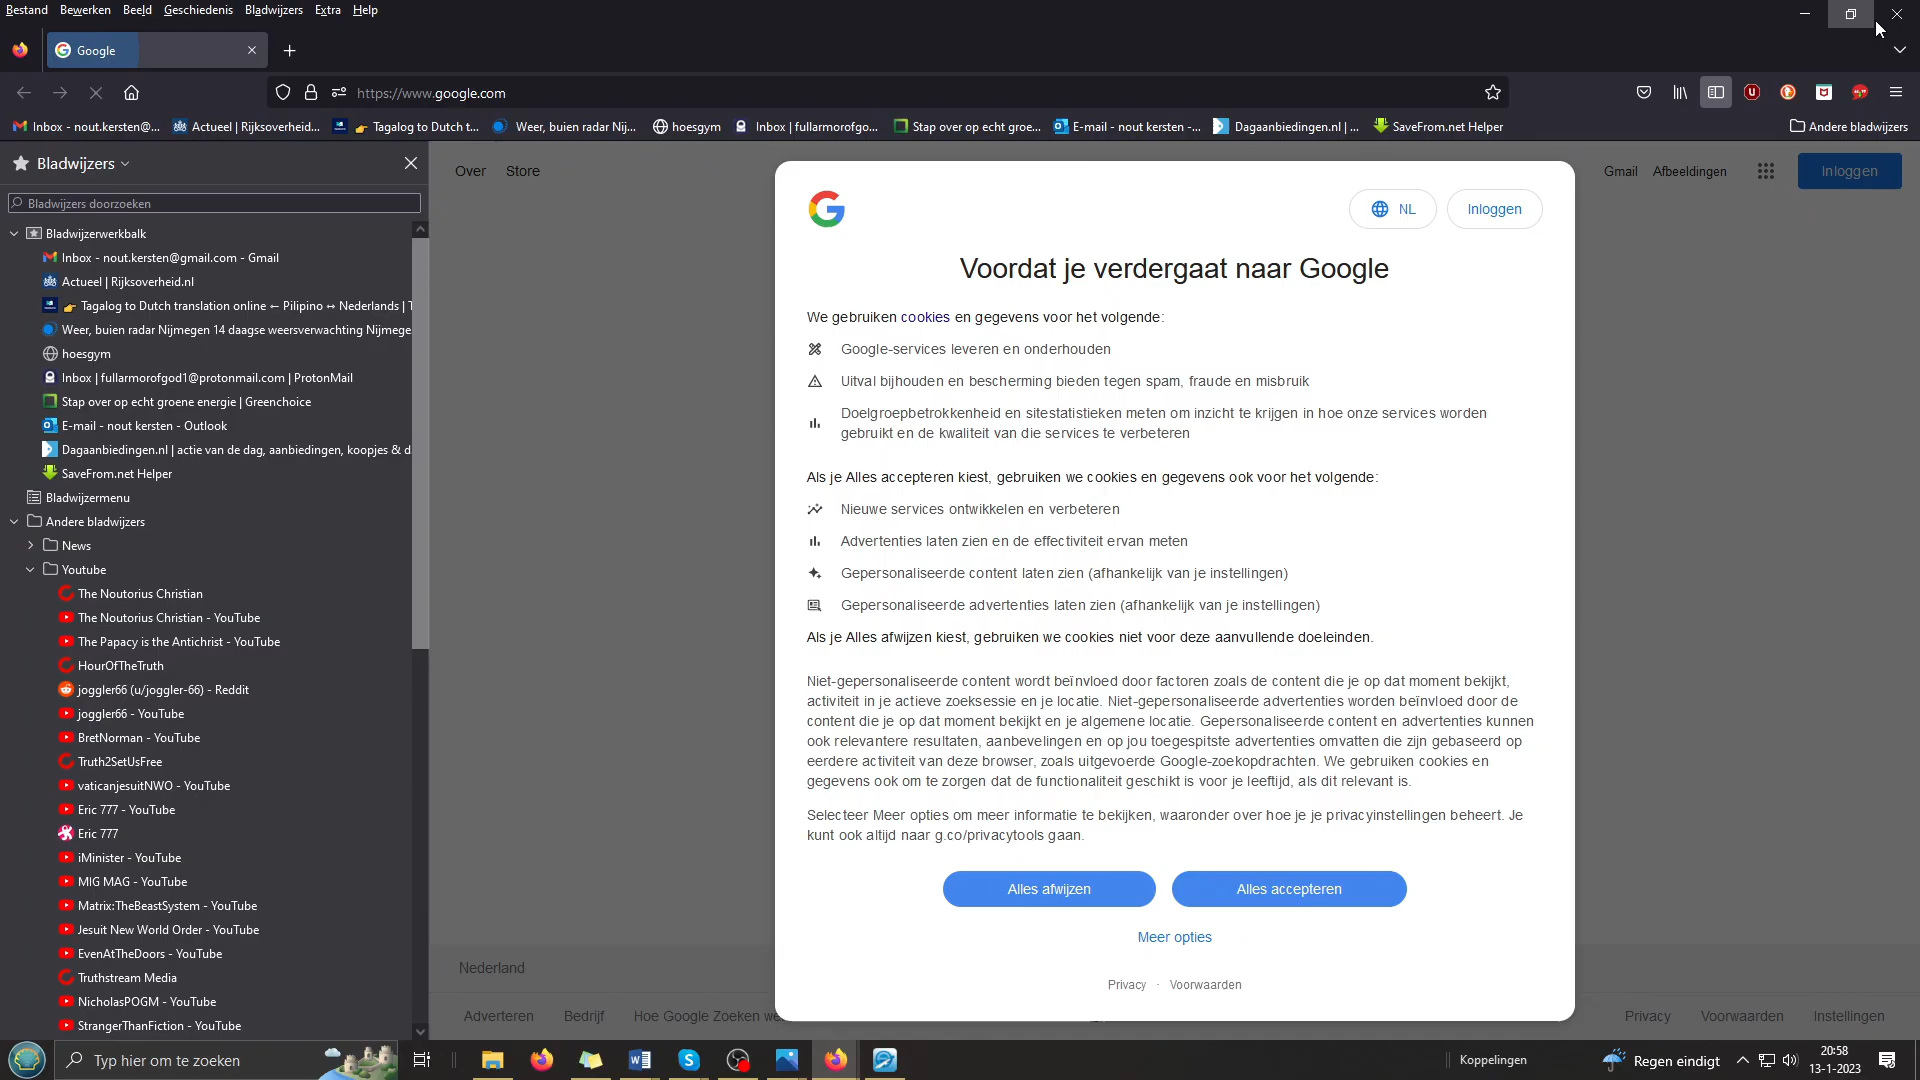 Bestand Bewerken Beeld Geschiedenis Bladwijzers Extra Help
Google
https://www.google.com
Inbox - nout.kersten@... Actueel | Rijksoverheid... Tagalog to Dutch t... Weer, buien radar Nij... hoesgym Inbox | fullarmorofgo... Stap over op echt groe... E-mail - nout kersten -... Dagaanbiedingen.nl | ... SaveFrom.net Helper Andere bladwijzers
Bladwijzers
Bladwijzers doorzoeken
Bladwijzerwerkbalk
Inbox - nout.kersten@gmail.com - Gmail
Actueel | Rijksoverheid.nl
Tagalog to Dutch translation online ← Pilipino ↔ Nederlands | T
Weer, buien radar Nijmegen 14 daagse weersverwachting Nijmege
hoesgym
Inbox | fullarmorofgod1@protonmail.com | ProtonMail
Stap over op echt groene energie | Greenchoice
E-mail - nout kersten - Outlook
Dagaanbiedingen.nl | actie van de dag, aanbiedingen, koopjes & d
SaveFrom.net Helper
Bladwijzermenu
Andere bladwijzers
News
Youtube
The Noutorius Christian
The Noutorius Christian - YouTube
The Papacy is the Antichrist - YouTube
HourOfTheTruth
joggler66 (u/joggler-66) - Reddit
joggler66 - YouTube
BretNorman - YouTube
Truth2SetUsFree
vaticanjesuitNWO - YouTube
Eric 777 - YouTube
Eric 777
iMinister - YouTube
MIG MAG - YouTube
Matrix:TheBeastSystem - YouTube
Jesuit New World Order - YouTube
EvenAtTheDoors - YouTube
Truthstream Media
NicholasPOGM - YouTube
StrangerThanFiction - YouTube
Over Store
Gmail Afbeeldingen Inloggen
NL Inloggen
Voordat je verdergaat naar Google
We gebruiken cookies en gegevens voor het volgende:
Google-services leveren en onderhouden
Uitval bijhouden en bescherming bieden tegen spam, fraude en misbruik
Doelgroepbetrokkenheid en sitestatistieken meten om inzicht te krijgen in hoe onze services worden
gebruikt en de kwaliteit van die services te verbeteren
Als je Alles accepteren kiest, gebruiken we cookies en gegevens ook voor het volgende:
Nieuwe services ontwikkelen en verbeteren
Advertenties laten zien en de effectiviteit ervan meten
Gepersonaliseerde content laten zien (afhankelijk van je instellingen)
Gepersonaliseerde advertenties laten zien (afhankelijk van je instellingen)
Als je Alles afwijzen kiest, gebruiken we cookies niet voor deze aanvullende doeleinden.
Niet-gepersonaliseerde content wordt beïnvloed door factoren zoals de content die je op dat moment bekijkt,
activiteit in je actieve zoeksessie en je locatie. Niet-gepersonaliseerde advertenties worden beïnvloed door de
content die je op dat moment bekijkt en je algemene locatie. Gepersonaliseerde content en advertenties kunnen
ook relevantere resultaten, aanbevelingen en op jou toegespitste advertenties omvatten die zijn gebaseerd op
eerdere activiteit van deze browser, zoals uitgevoerde Google-zoekopdrachten. We gebruiken cookies en
gegevens ook om te zorgen dat de functionaliteit geschikt is voor je leeftijd, als dit relevant is.
Selecteer Meer opties om meer informatie te bekijken, waaronder over hoe je je privacyinstellingen beheert. Je
kunt ook altijd naar g.co/privacytools gaan.
Alles afwijzen Alles accepteren
Meer opties
Privacy · Voorwaarden
Nederland
Adverteren Bedrijf Hoe Google Zoeken we
Privacy Voorwaarden Instellingen
Typ hier om te zoeken
Koppelingen
Regen eindigt
20:58
13-1-2023